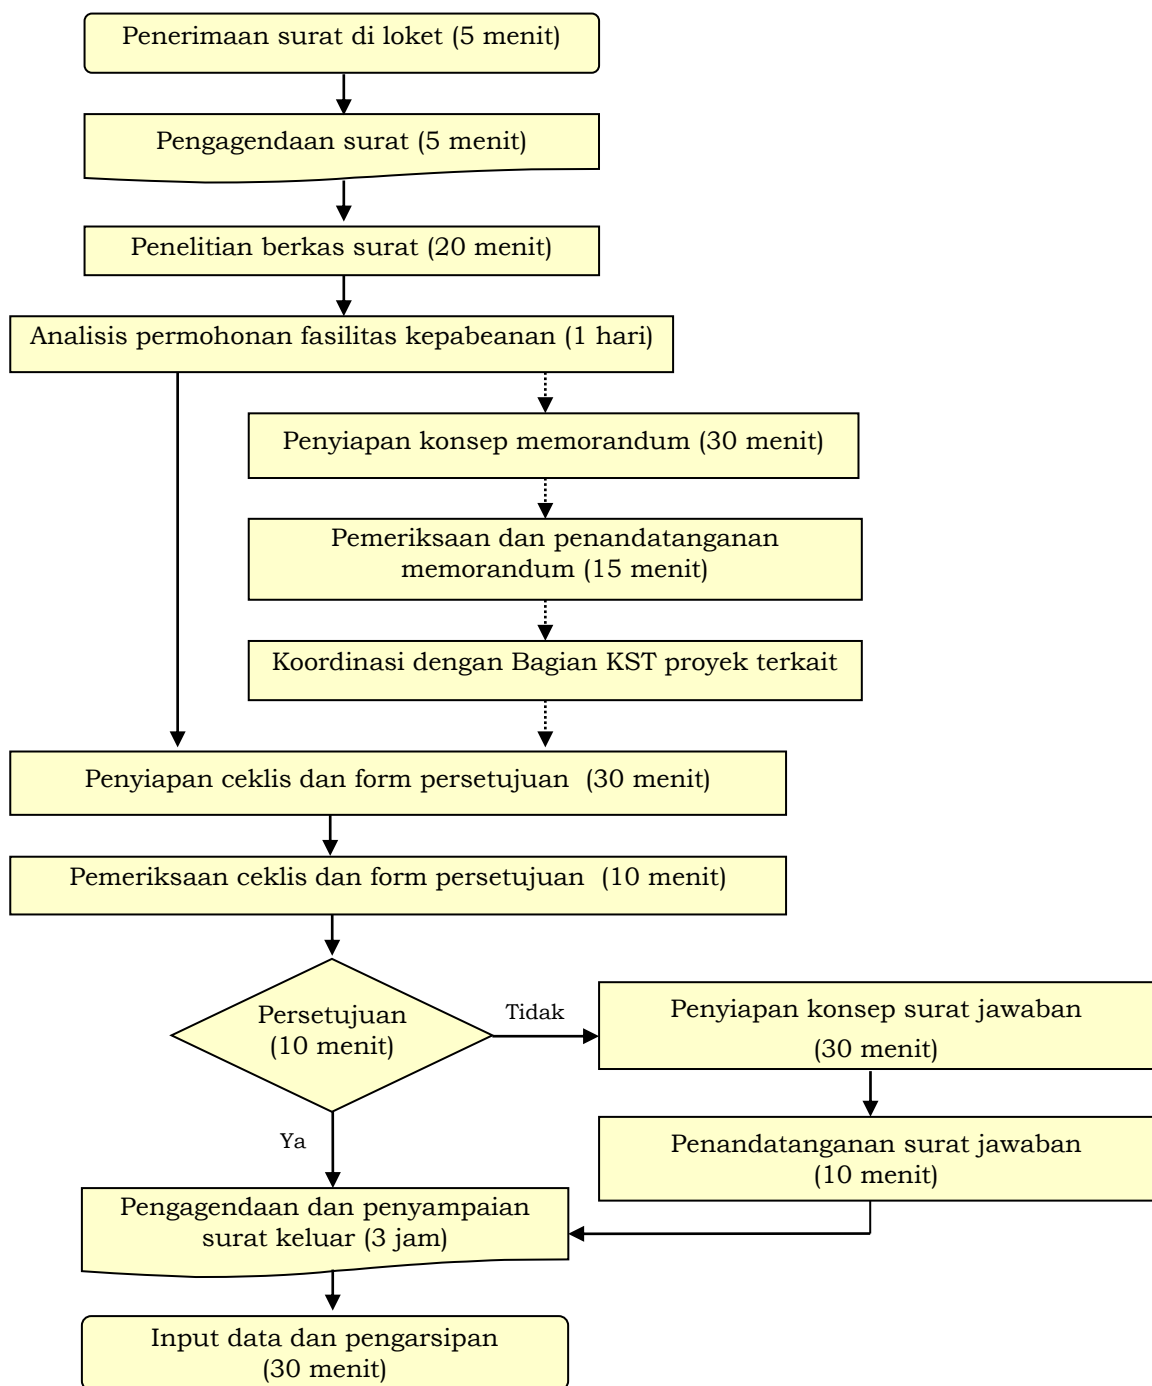 Penerimaan surat di loket (5 menit)
Pengagendaan surat (5 menit)
Penelitian berkas surat (20 menit)
Analisis permohonan fasilitas kepabeanan (1 hari)
Penyiapan konsep memorandum (30 menit)
Pemeriksaan dan penandatanganan
memorandum (15 menit)
Koordinasi dengan Bagian KST proyek terkait
Penyiapan ceklis dan form persetujuan (30 menit)
Pemeriksaan ceklis dan form persetujuan (10 menit)
Persetujuan
(10 menit)
Tidak
Penyiapan konsep surat jawaban
(30 menit)
Ya
Penandatanganan surat jawaban
(10 menit)
Pengagendaan dan penyampaian
surat keluar (3 jam)
Input data dan pengarsipan
(30 menit)